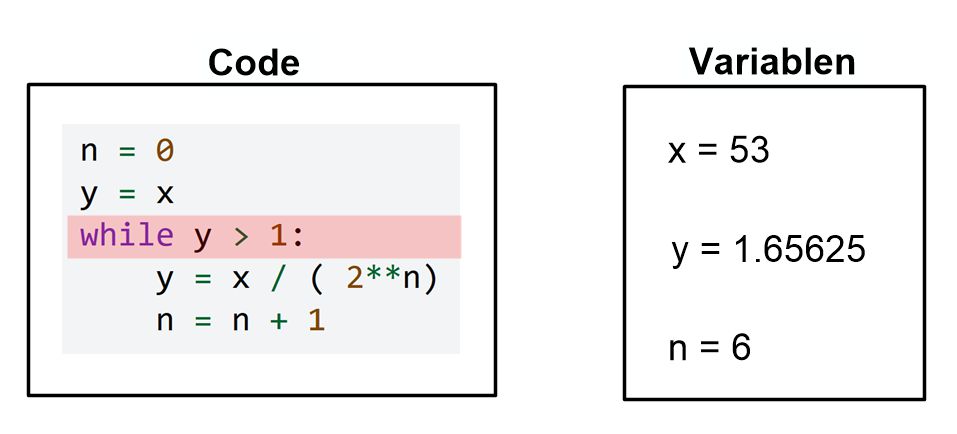 Code
n = 0
y = x
while y > 1:
    y = x / ( 2**n)
    n = n + 1
Variablen
x = 53
y = 1.65625
n = 6